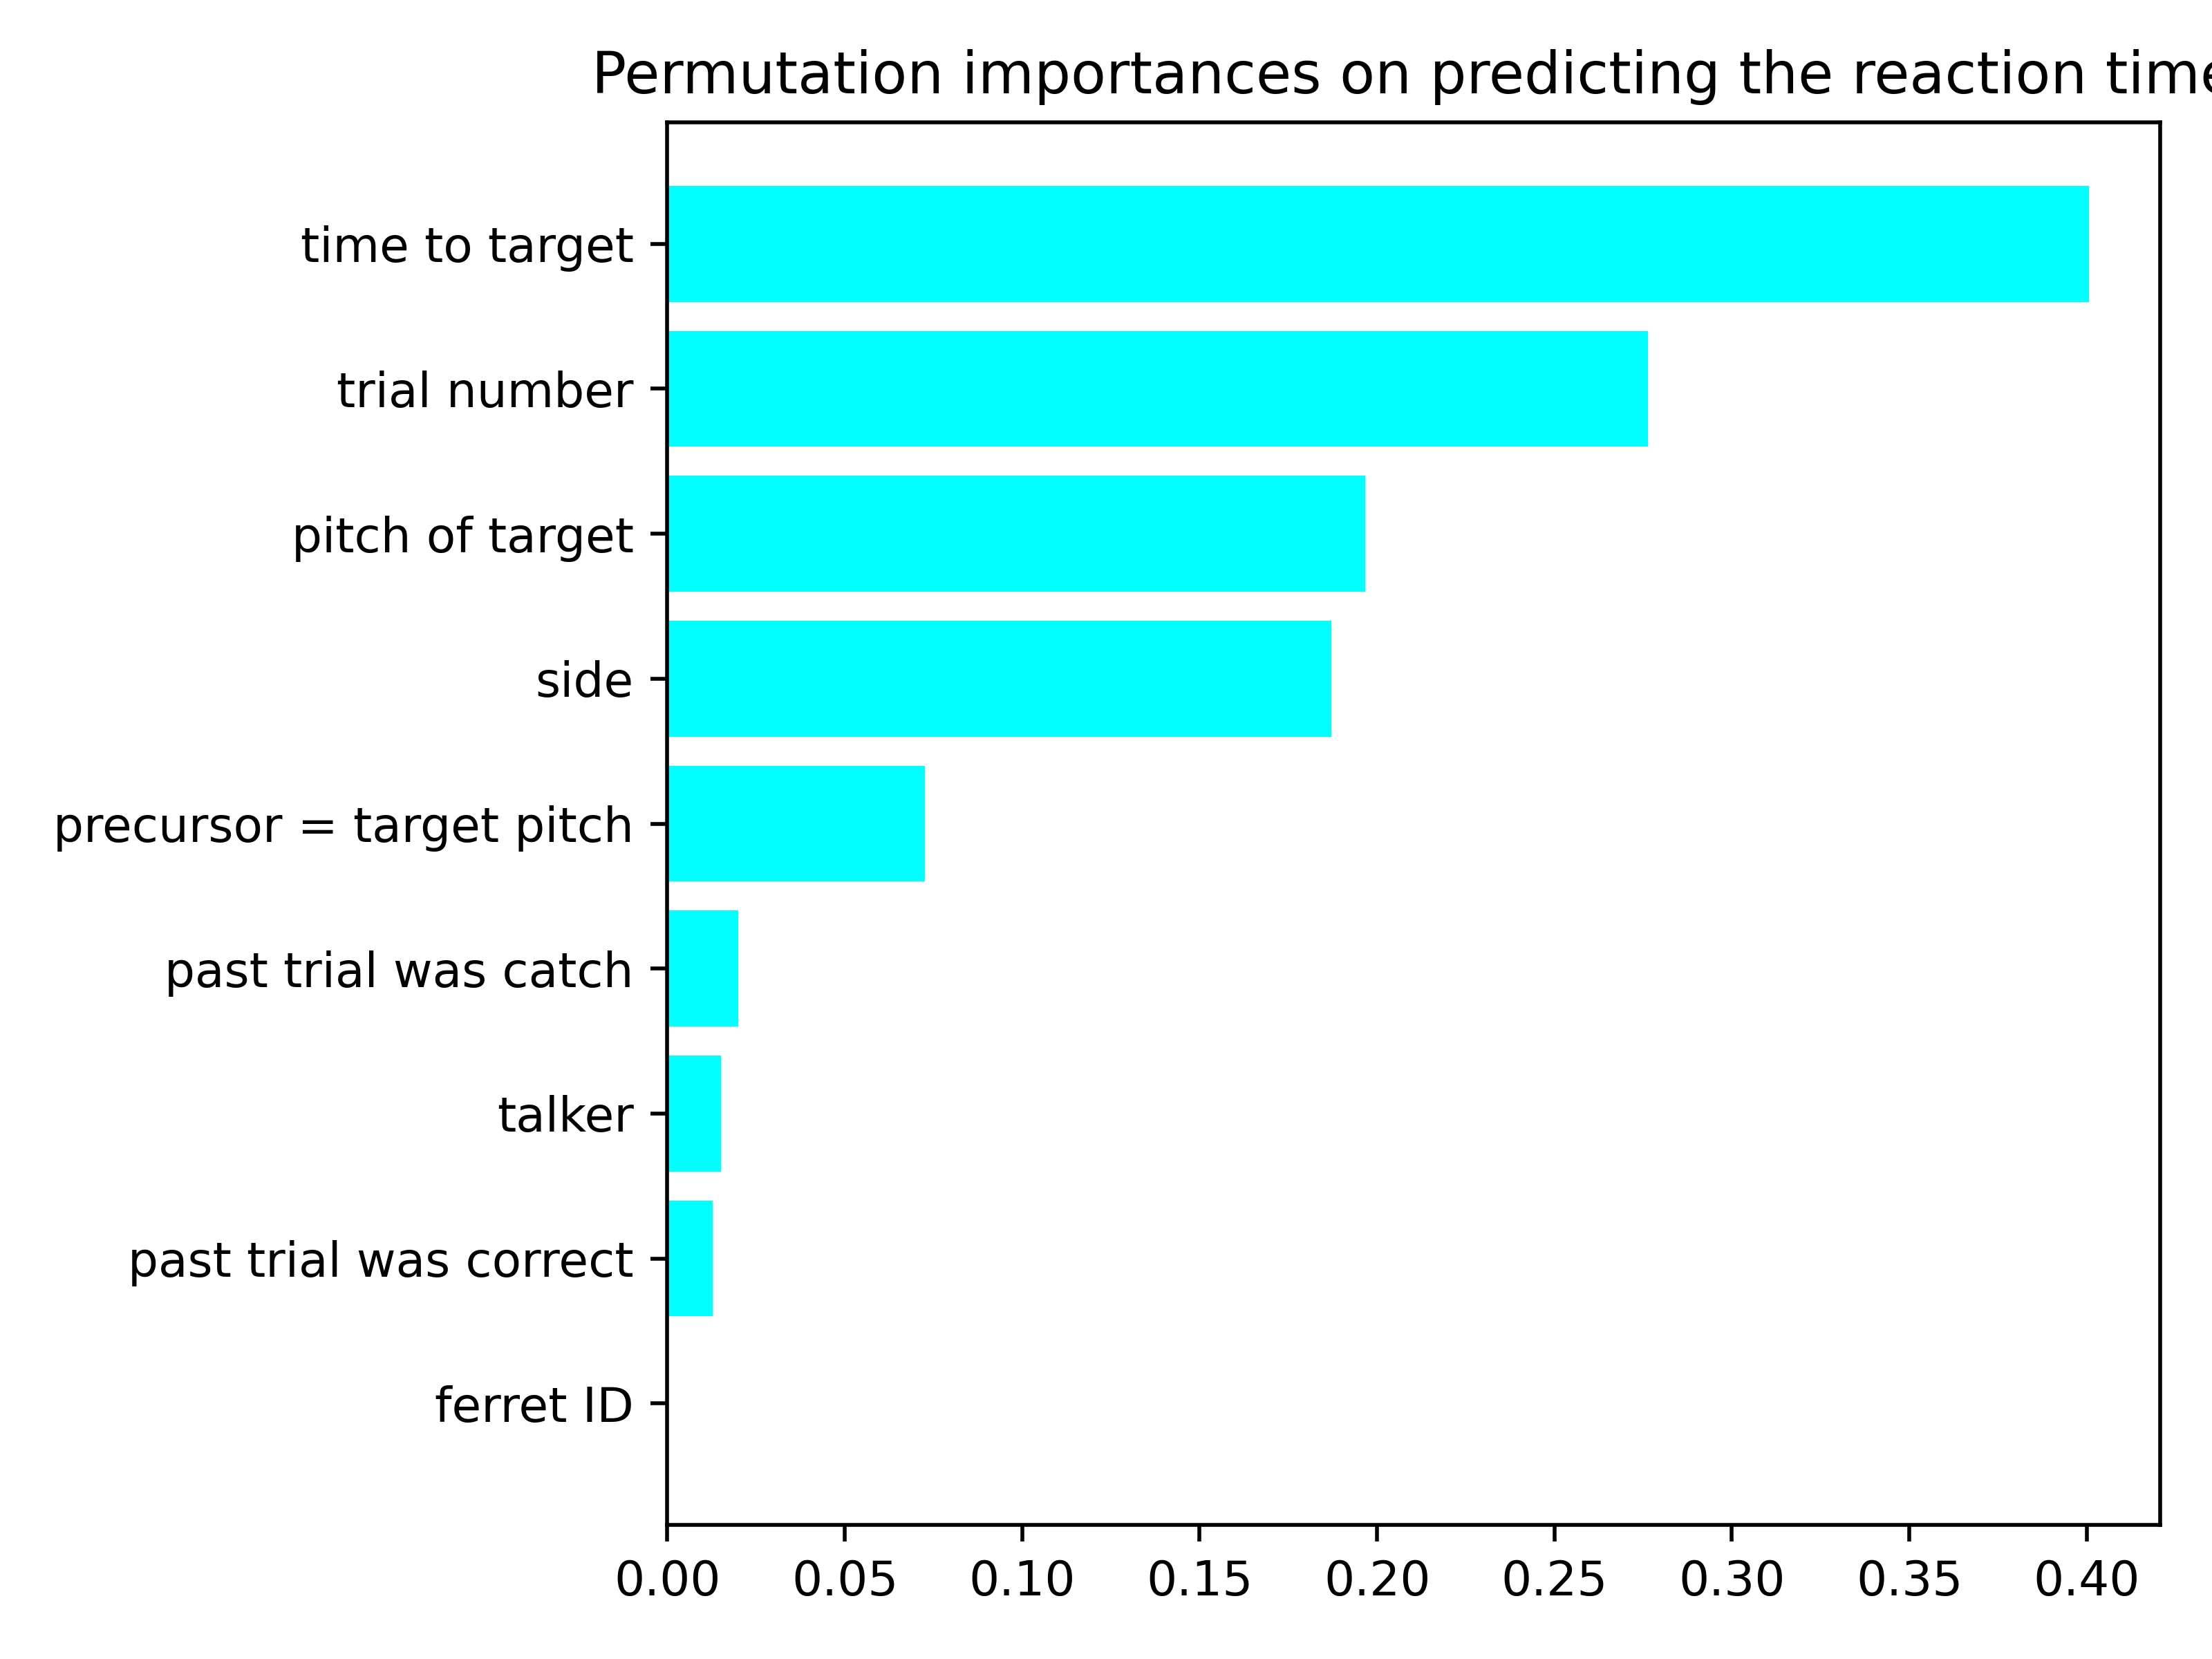 Permutation importances on predicting the reaction time
time to target
trial number
pitch of target
side
precursor = target pitch
past trial was catch
talker
past trial was correct
ferret ID
0.00 0.05 0.10 0.15 0.20 0.25 0.30 0.35 0.40